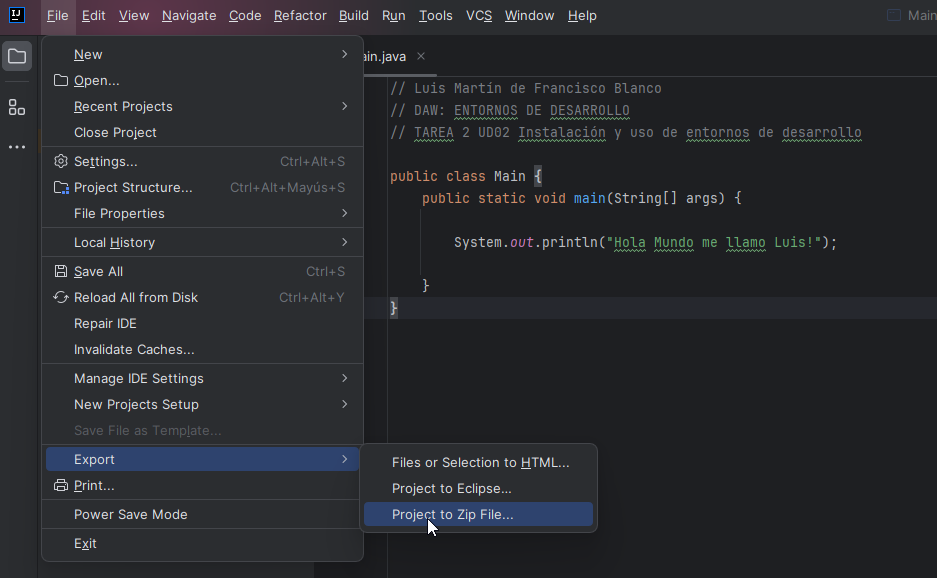 IJ
File Edit View Navigate Code Refactor Build Run Tools VCS Window Help Main
New
Open...
Recent Projects
Close Project
Settings... Ctrl+Alt+S
Project Structure... Ctrl+Alt+Mayús+S
File Properties
Local History
Save All Ctrl+S
Reload All from Disk Ctrl+Alt+Y
Repair IDE
Invalidate Caches...
Manage IDE Settings
New Projects Setup
Save File as Template...
Export
Print...
Power Save Mode
Exit
Files or Selection to HTML...
Project to Eclipse...
Project to Zip File...
ain.java
// Luis Martín de Francisco Blanco
// DAW: ENTORNOS DE DESARROLLO
// TAREA 2 UD02 Instalación y uso de entornos de desarrollo
public class Main {
public static void main(String[] args) {
System.out.println("Hola Mundo me llamo Luis!");
}
}